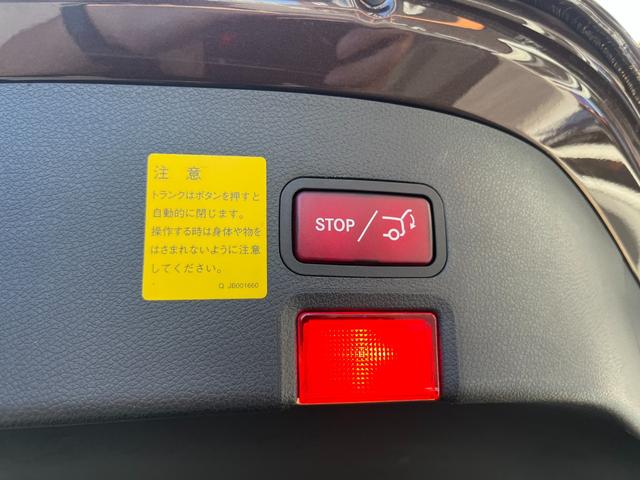 注意
トランクはボタンを押すと
自動的に閉じます。
操作する時は身体や物を
はさまれないように注意
してください。
Q JB001660
STOP